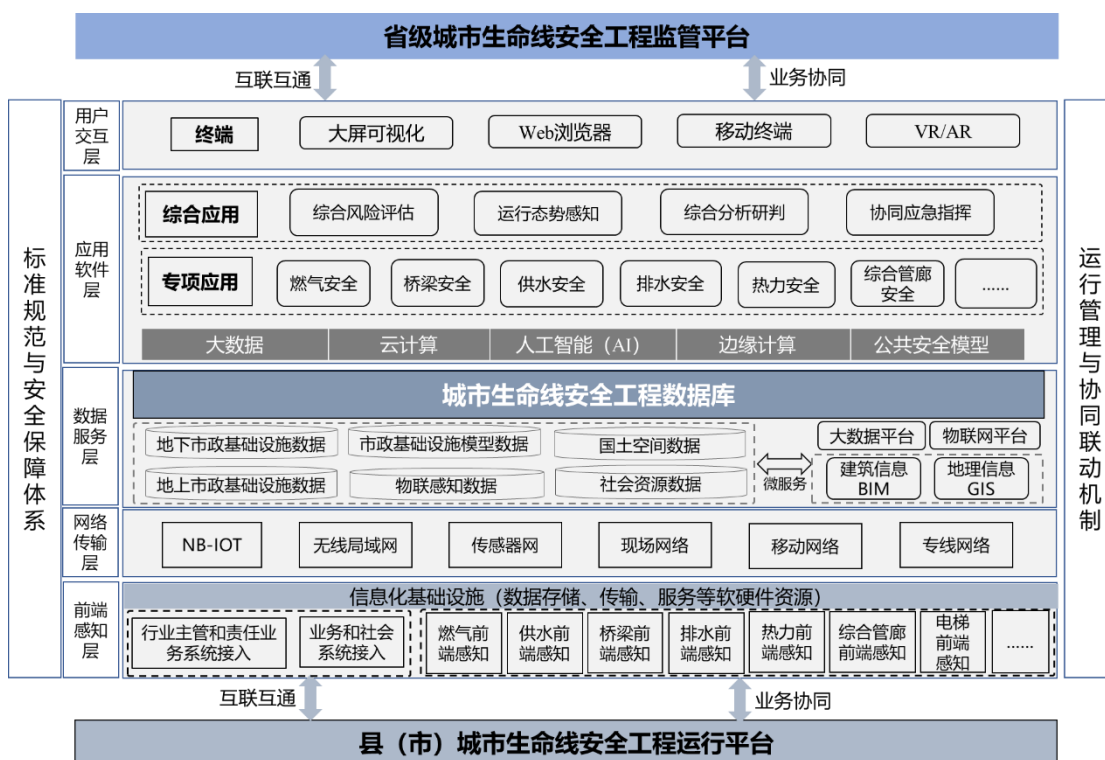 省级城市生命线安全工程监管平台
互联互通
业务协同
标准规范与安全保障体系
用户
交互
层
终端
大屏可视化
Web浏览器
移动终端
VR/AR
应用
软件
层
综合应用
综合风险评估
运行态势感知
综合分析研判
协同应急指挥
专项应用
燃气安全
桥梁安全
供水安全
排水安全
热力安全
综合管廊
安全
......
大数据
云计算
人工智能（AI）
边缘计算
公共安全模型
数据
服务
层
城市生命线安全工程数据库
地下市政基础设施数据
市政基础设施模型数据
国土空间数据
地上市政基础设施数据
物联感知数据
社会资源数据
微服务
大数据平台
物联网平台
建筑信息
BIM
地理信息
GIS
网络
传输
层
NB-IOT
无线局域网
传感器网
现场网络
移动网络
专线网络
前端
感知
层
信息化基础设施（数据存储、传输、服务等软硬件资源）
行业主管和责任业
务系统接入
业务和社会
系统接入
燃气前
端感知
供水前
端感知
桥梁前
端感知
排水前
端感知
热力前
端感知
综合管廊
前端感知
电梯
前端
感知
......
运行管理与协同联动机制
互联互通
业务协同
县（市）城市生命线安全工程运行平台